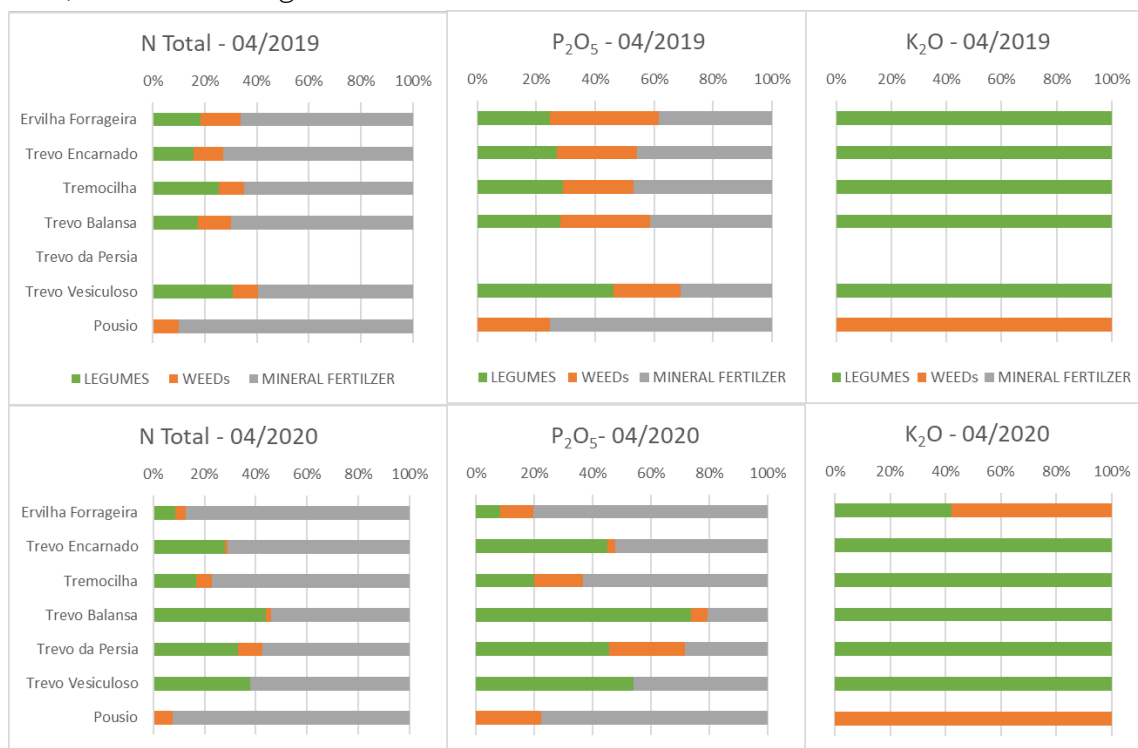 N Total - 04/2019
0% 20% 40% 60% 80% 100%
Ervilha Forrageira
Trevo Encarnado
Tremocilha
Trevo Balansa
Trevo da Persia
Trevo Vesiculoso
Pousio
LEGUMES WEEDs MINERAL FERTILZER
P₂O₅ - 04/2019
0% 20% 40% 60% 80% 100%
LEGUMES WEEDs MINERAL FERTILZER
K₂O - 04/2019
0% 20% 40% 60% 80% 100%
LEGUMES WEEDs MINERAL FERTILZER
N Total - 04/2020
0% 20% 40% 60% 80% 100%
Ervilha Forrageira
Trevo Encarnado
Tremocilha
Trevo Balansa
Trevo da Persia
Trevo Vesiculoso
Pousio
P₂O₅- 04/2020
0% 20% 40% 60% 80% 100%
K₂O - 04/2020
0% 20% 40% 60% 80% 100%